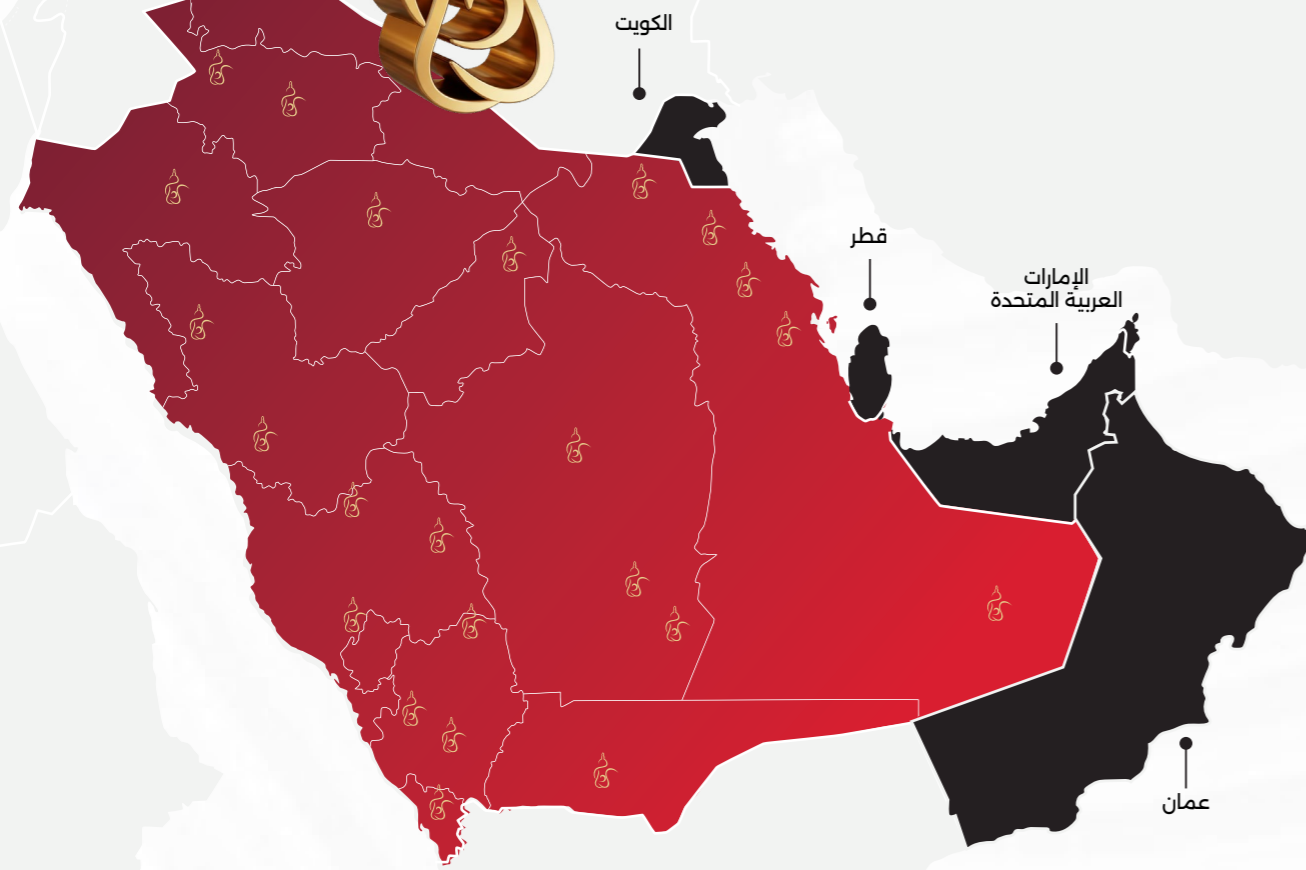 الكويت
قطر
الإمارات
العربية المتحدة
عمان